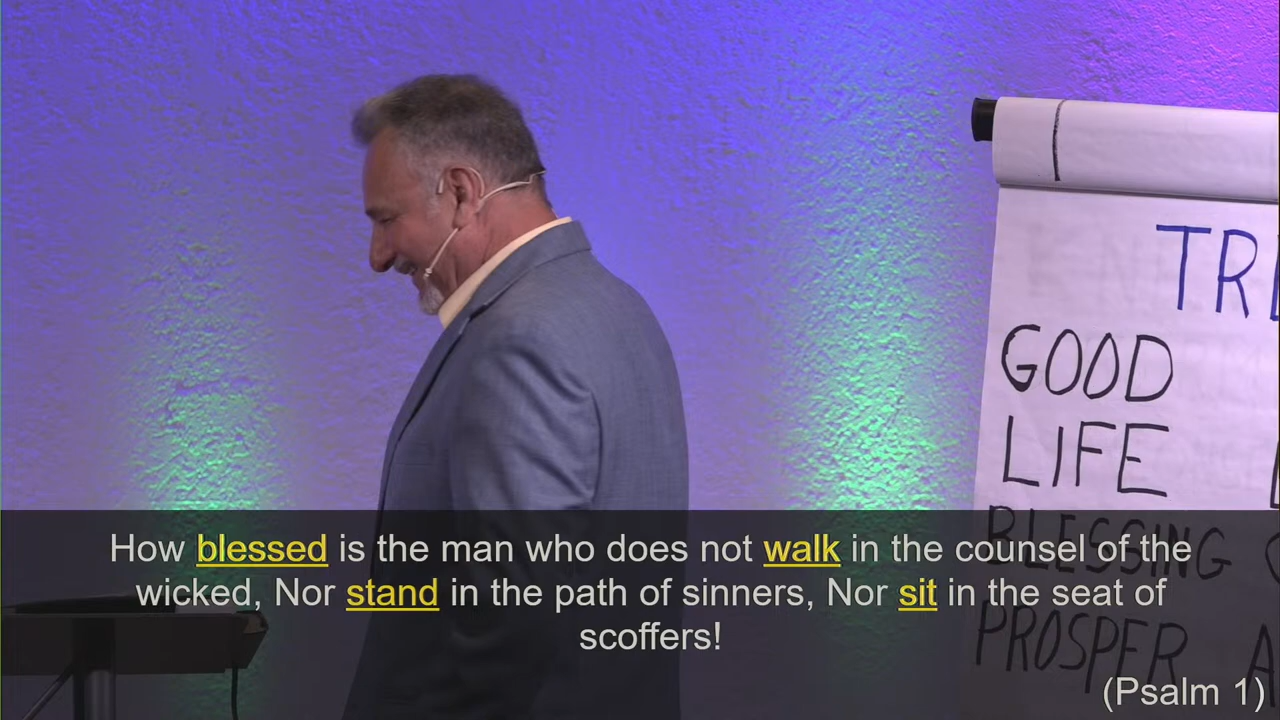 TR
GOOD
LIFE
BLESSING
PROSPER A
How blessed is the man who does not walk in the counsel of the
wicked, Nor stand in the path of sinners, Nor sit in the seat of
scoffers!
(Psalm 1)